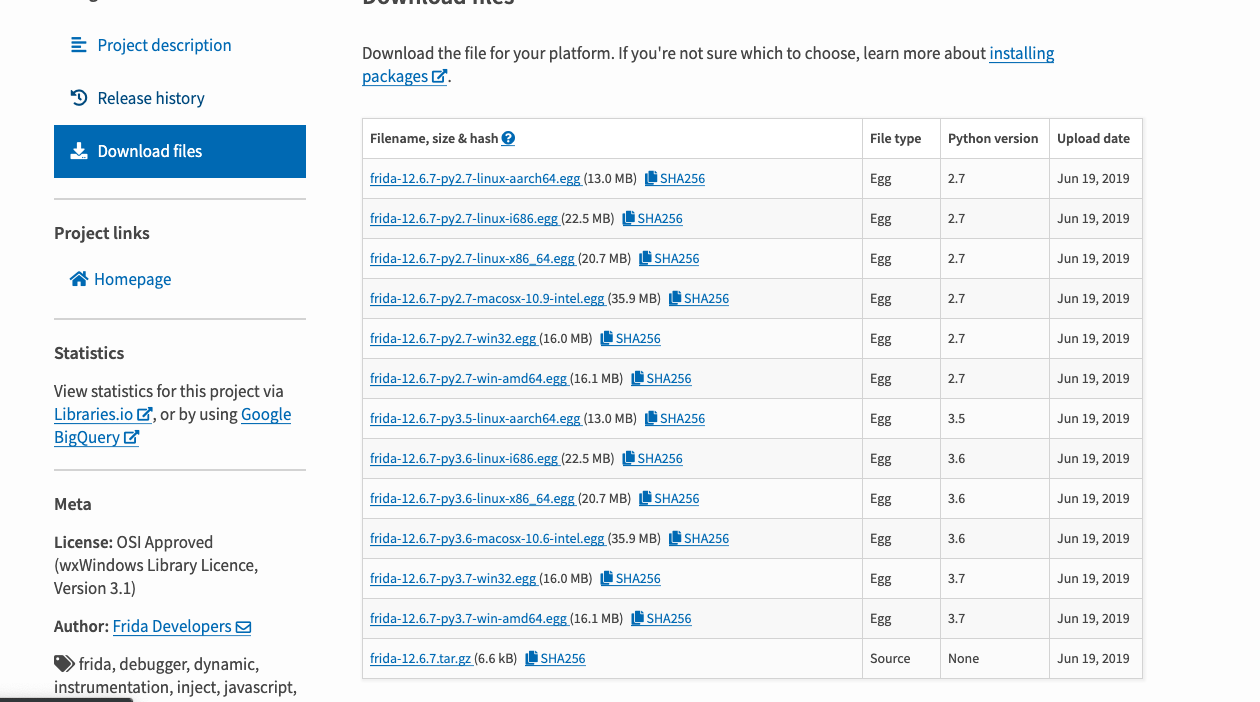 Download files
Project description
Release history
Download files
Project links
Homepage
Statistics
View statistics for this project via
Libraries.io, or by using Google
BigQuery
Meta
License: OSI Approved
(wxWindows Library Licence,
Version 3.1)
Author: Frida Developers
frida, debugger, dynamic,
instrumentation, inject, javascript,
Download the file for your platform. If you're not sure which to choose, learn more about installing
packages.
Filename, size & hash ? File type Python version Upload date
frida-12.6.7-py2.7-linux-aarch64.egg (13.0 MB) SHA256 Egg 2.7 Jun 19, 2019
frida-12.6.7-py2.7-linux-i686.egg (22.5 MB) SHA256 Egg 2.7 Jun 19, 2019
frida-12.6.7-py2.7-linux-x86_64.egg (20.7 MB) SHA256 Egg 2.7 Jun 19, 2019
frida-12.6.7-py2.7-macosx-10.9-intel.egg (35.9 MB) SHA256 Egg 2.7 Jun 19, 2019
frida-12.6.7-py2.7-win32.egg (16.0 MB) SHA256 Egg 2.7 Jun 19, 2019
frida-12.6.7-py2.7-win-amd64.egg (16.1 MB) SHA256 Egg 2.7 Jun 19, 2019
frida-12.6.7-py3.5-linux-aarch64.egg (13.0 MB) SHA256 Egg 3.5 Jun 19, 2019
frida-12.6.7-py3.6-linux-i686.egg (22.5 MB) SHA256 Egg 3.6 Jun 19, 2019
frida-12.6.7-py3.6-linux-x86_64.egg (20.7 MB) SHA256 Egg 3.6 Jun 19, 2019
frida-12.6.7-py3.6-macosx-10.6-intel.egg (35.9 MB) SHA256 Egg 3.6 Jun 19, 2019
frida-12.6.7-py3.7-win32.egg (16.0 MB) SHA256 Egg 3.7 Jun 19, 2019
frida-12.6.7-py3.7-win-amd64.egg (16.1 MB) SHA256 Egg 3.7 Jun 19, 2019
frida-12.6.7.tar.gz (6.6 kB) SHA256 Source None Jun 19, 2019